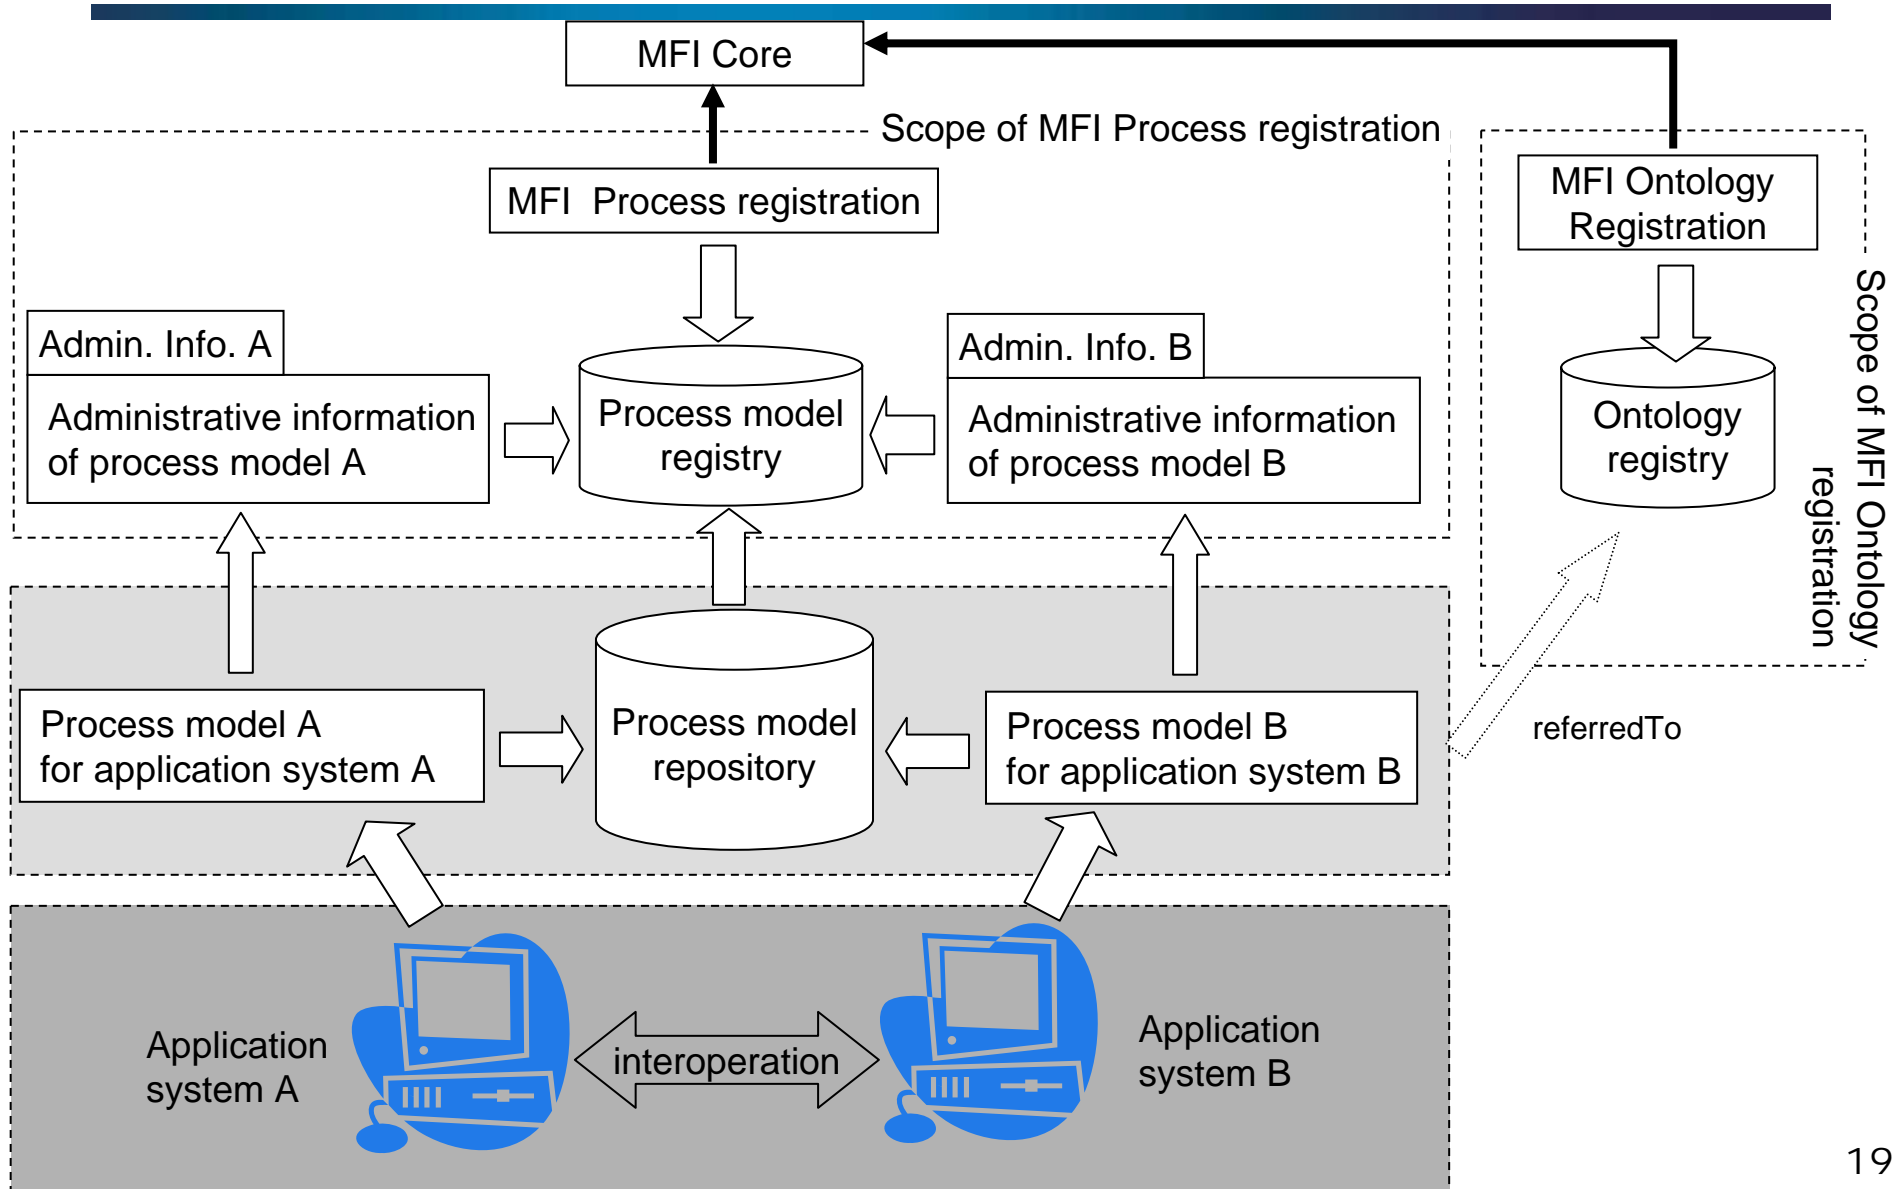 MFI Core
Scope of MFI Process registration
MFI Process registration
MFI Ontology
Registration
Scope of MFI Ontology
registration
Admin. Info. A
Administrative information
of process model A
Process model
registry
Admin. Info. B
Administrative information
of process model B
Ontology
registry
Process model A
for application system A
Process model
repository
Process model B
for application system B
referredTo
Application
system A
interoperation
Application
system B
19